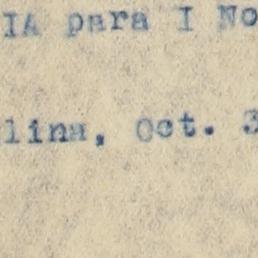 IA para I No
lina, Oct. 3